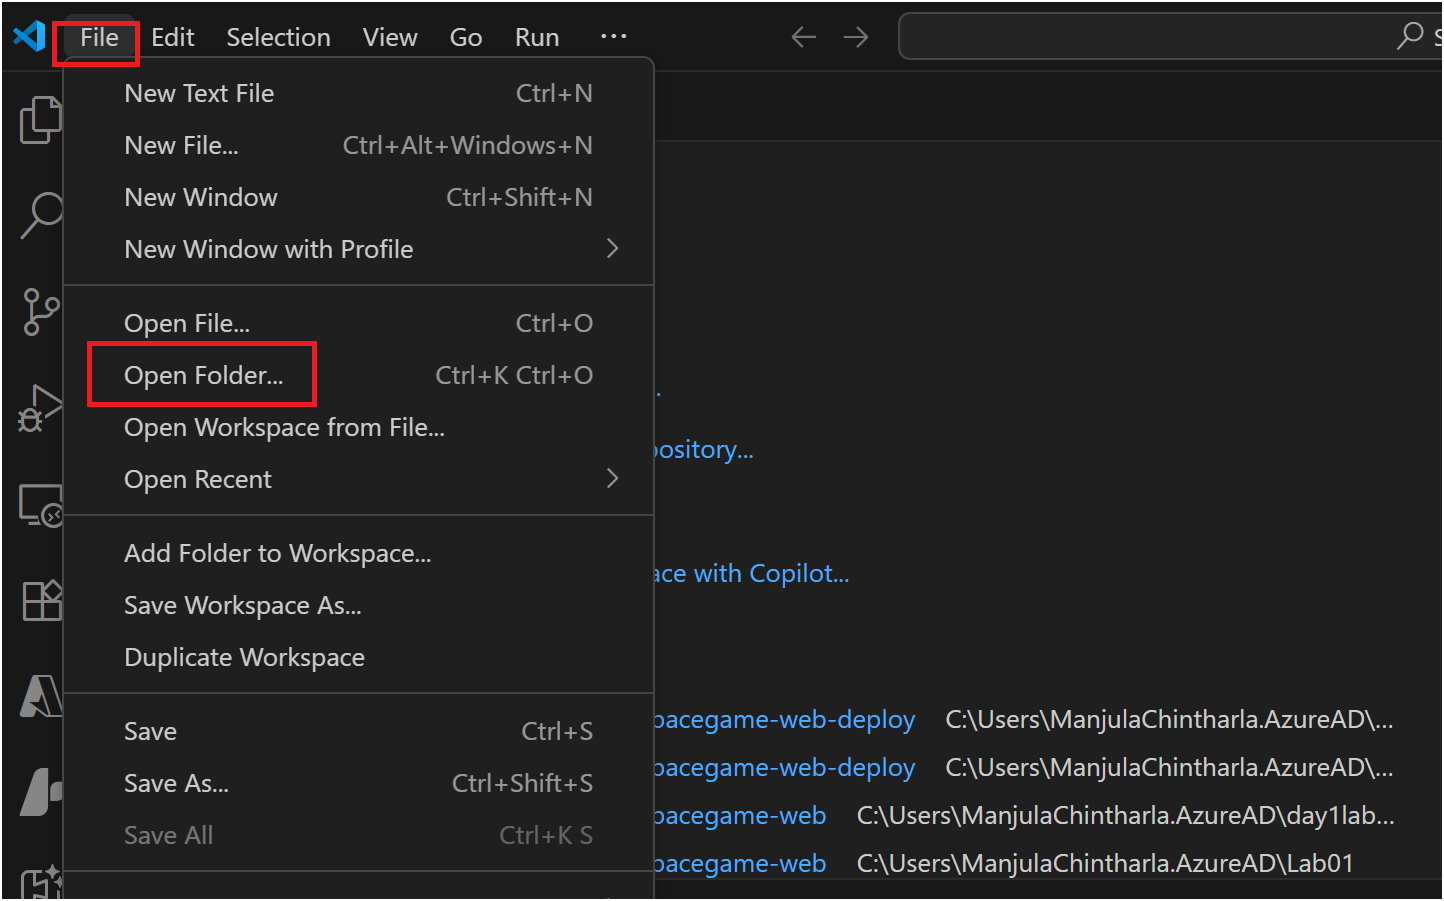 File Edit Selection View Go Run ...
New Text File Ctrl+N
New File... Ctrl+Alt+Windows+N
New Window Ctrl+Shift+N
New Window with Profile
Open File... Ctrl+O
Open Folder... Ctrl+K Ctrl+O
Open Workspace from File...
ository...
Open Recent
Add Folder to Workspace...
ace with Copilot...
Save Workspace As...
Duplicate Workspace
pacegame-web-deploy C:\Users\ManjulaChintharla.AzureAD\...
Save Ctrl+S
pacegame-web-deploy C:\Users\ManjulaChintharla.AzureAD\...
Save As... Ctrl+Shift+S
pacegame-web C:\Users\ManjulaChintharla.AzureAD\day1lab...
Save All Ctrl+K S
pacegame-web C:\Users\ManjulaChintharla.AzureAD\Lab01